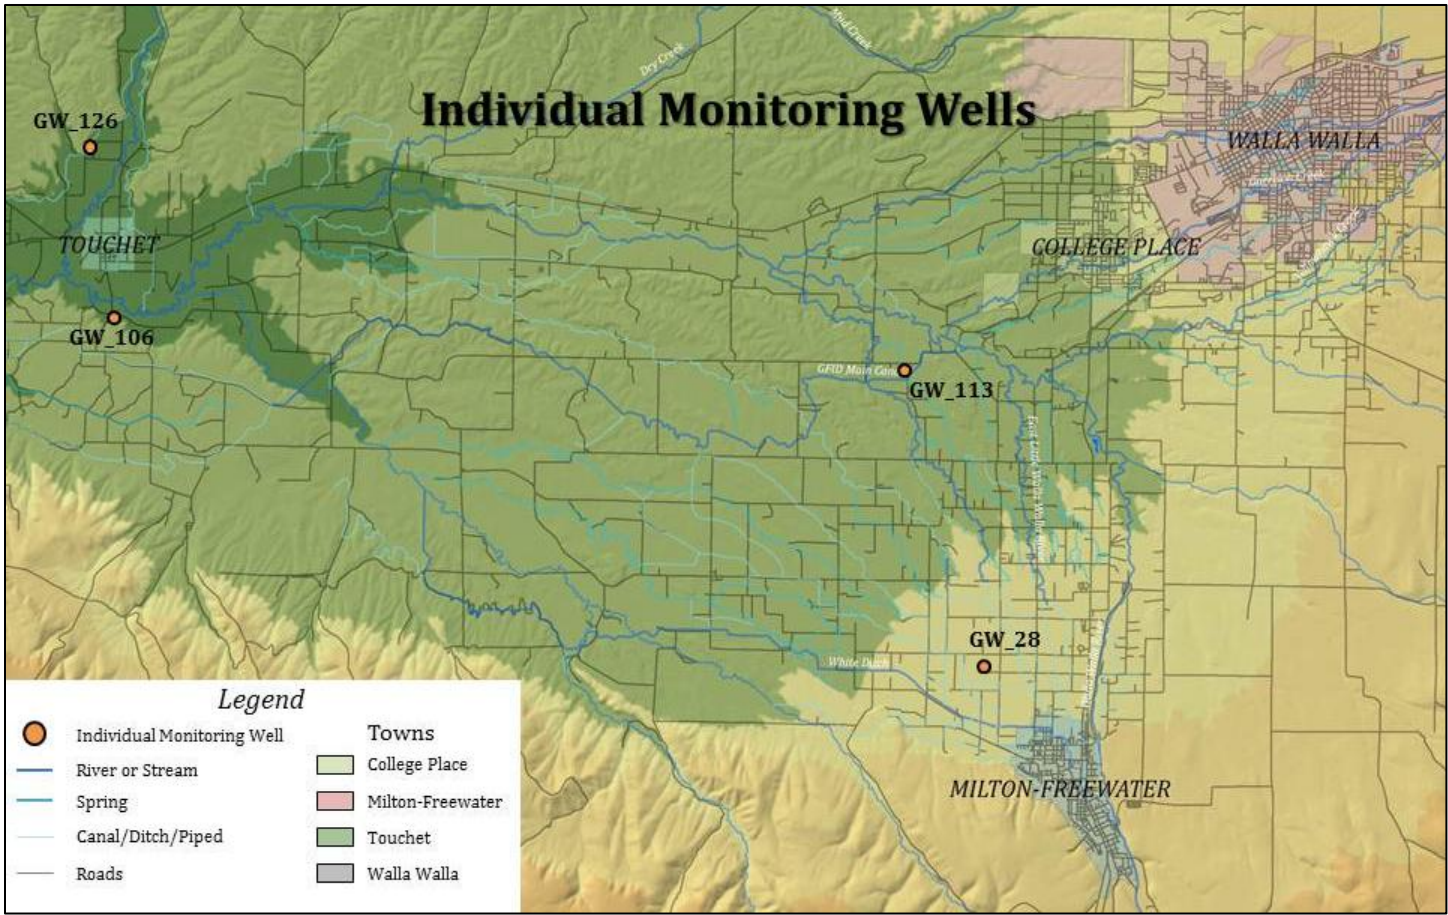 Mud Creek
Dry Creek
Individual Monitoring Wells
GW_126
WALLA WALLA
TOUCHET
COLLEGE PLACE
GW_106
GFID Main Canal
GW_113
GW_28
White Ditch
MILTON-FREEWATER
Legend
Individual Monitoring Well
River or Stream
Spring
Canal/Ditch/Piped
Roads
Towns
College Place
Milton-Freewater
Touchet
Walla Walla